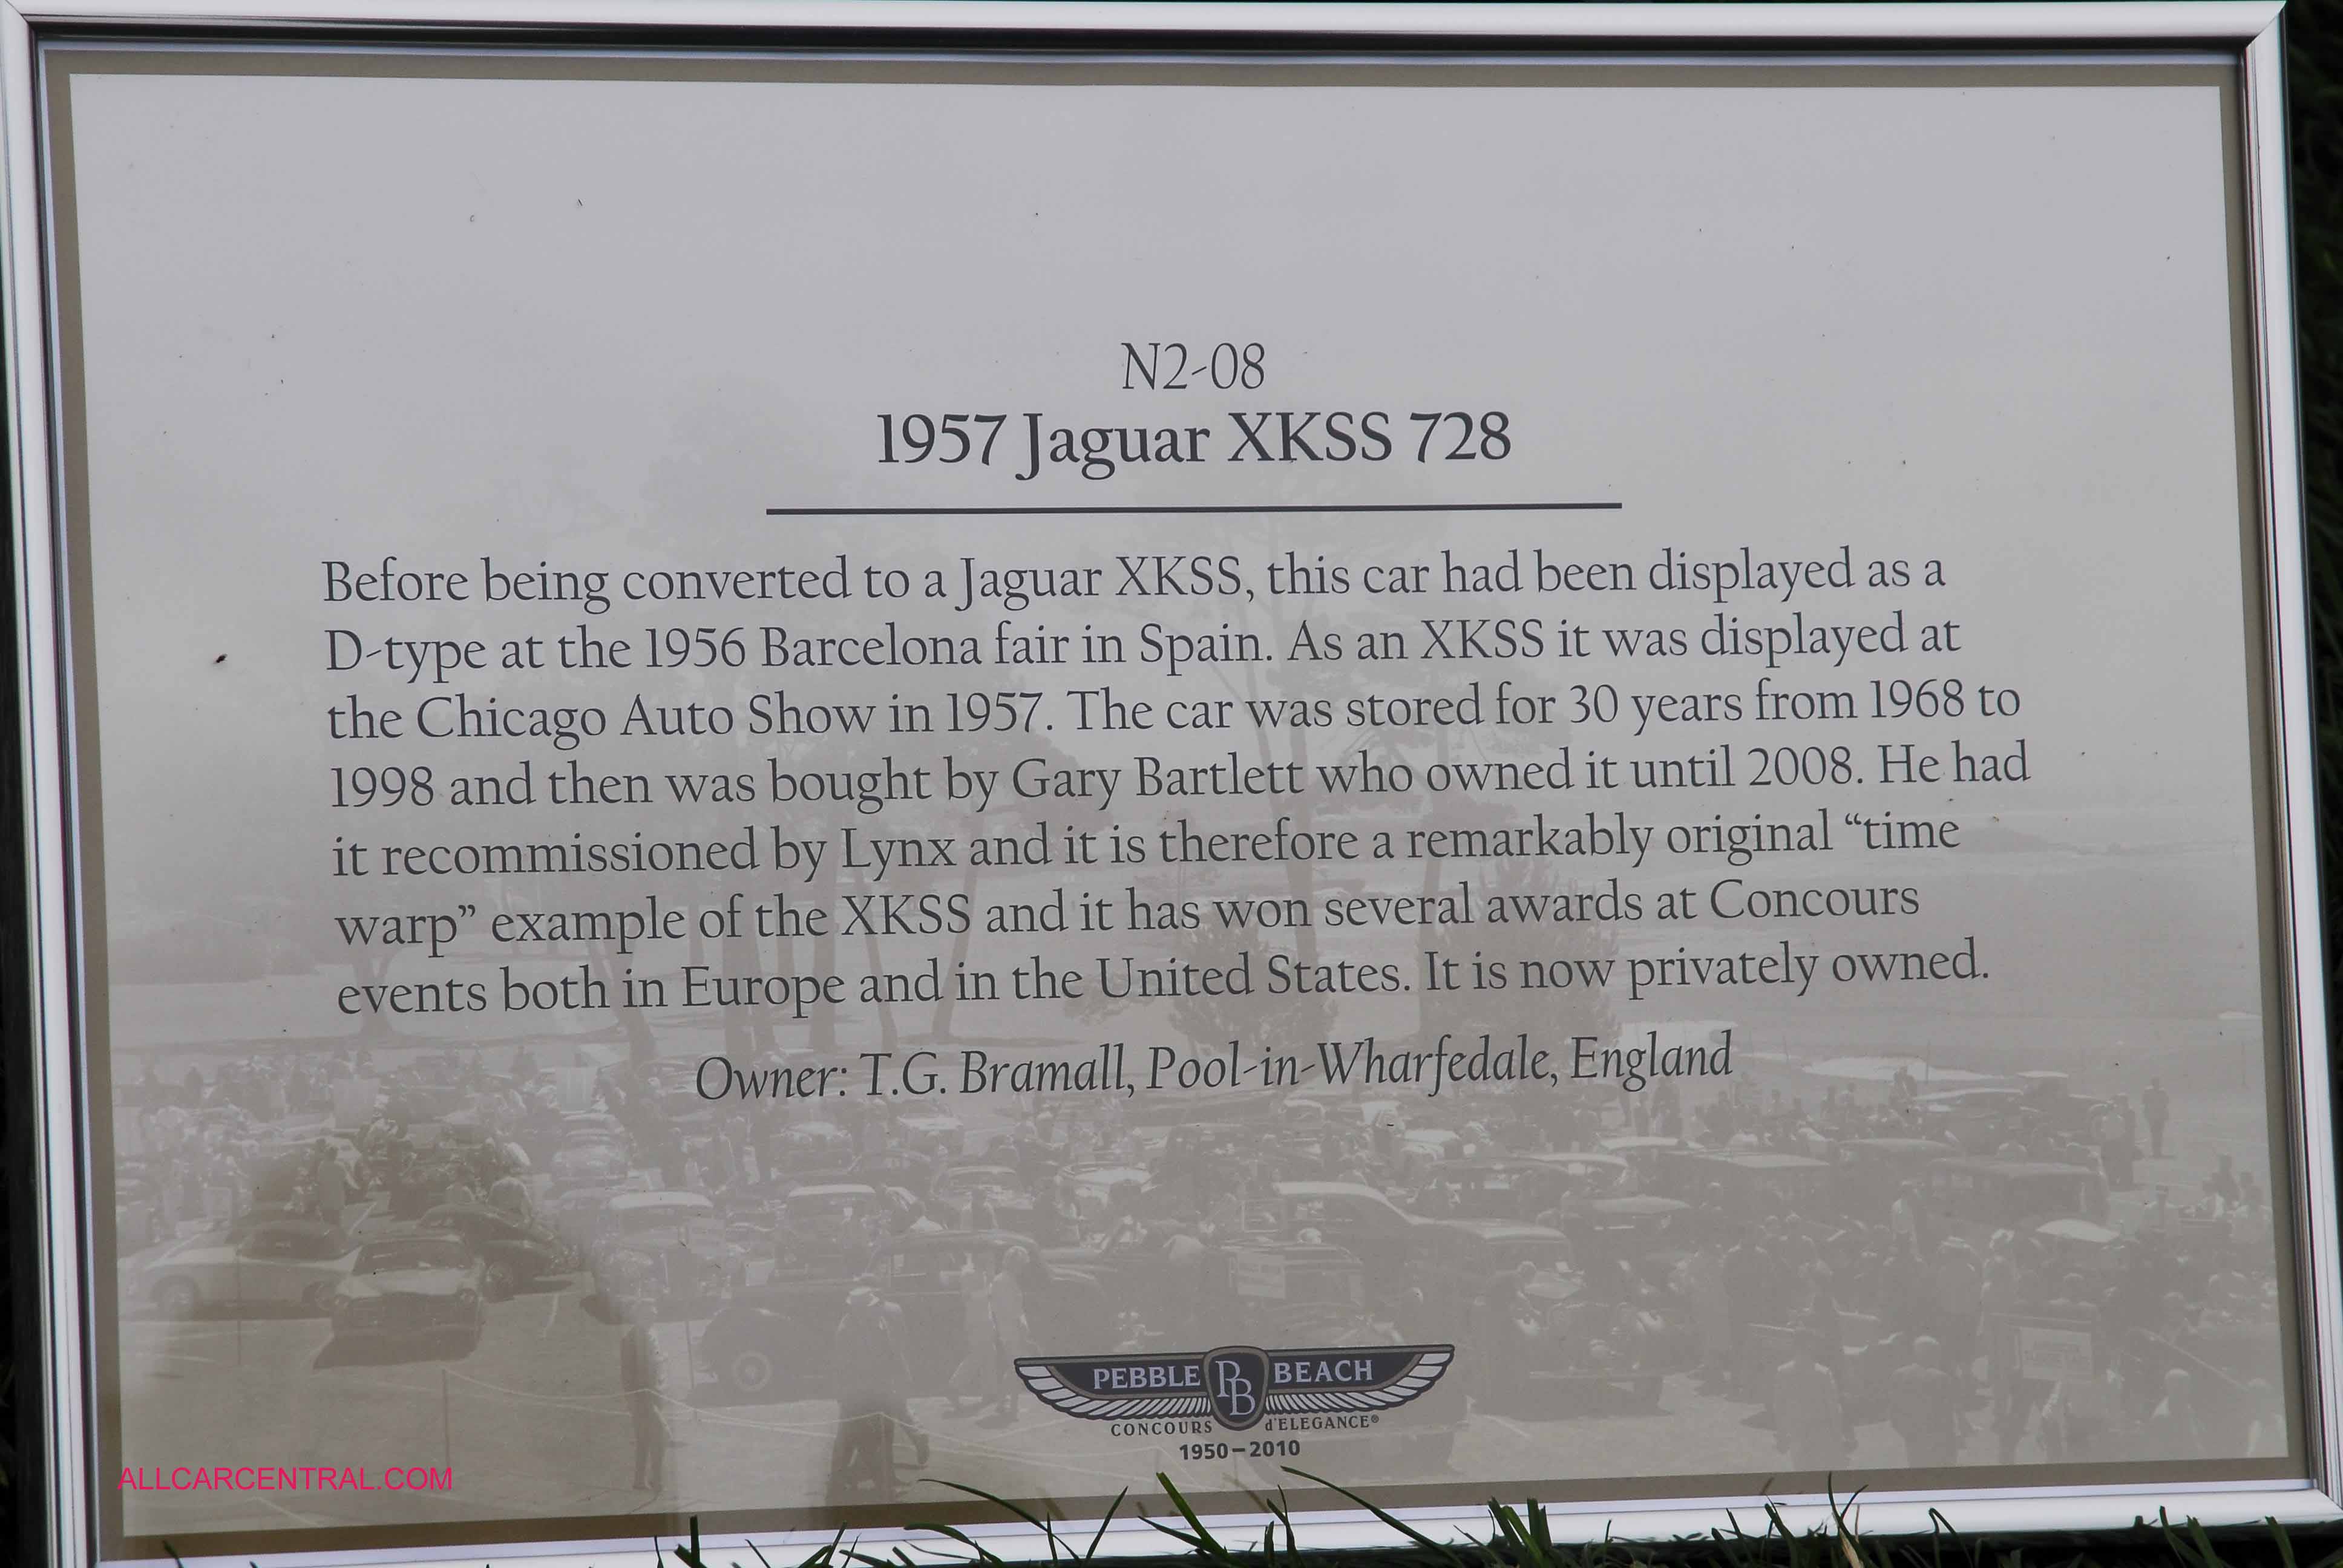 N2-08
1957 Jaguar XKSS 728
Before being converted to a Jaguar XKSS, this car had been displayed as a
D-type at the 1956 Barcelona fair in Spain. As an XKSS it was displayed at
the Chicago Auto Show in 1957. The car was stored for 30 years from 1968 to
1998 and then was bought by Gary Bartlett who owned it until 2008. He had
it recommissioned by Lynx and it is therefore a remarkably original “time
warp” example of the XKSS and it has won several awards at Concours
events both in Europe and in the United States. It is now privately owned.
Owner: T.G. Bramall, Pool-in-Wharfedale, England
PEBBLE PB BEACH
CONCOURS d'ELEGANCE®
1950–2010
ALLCARCENTRAL.COM